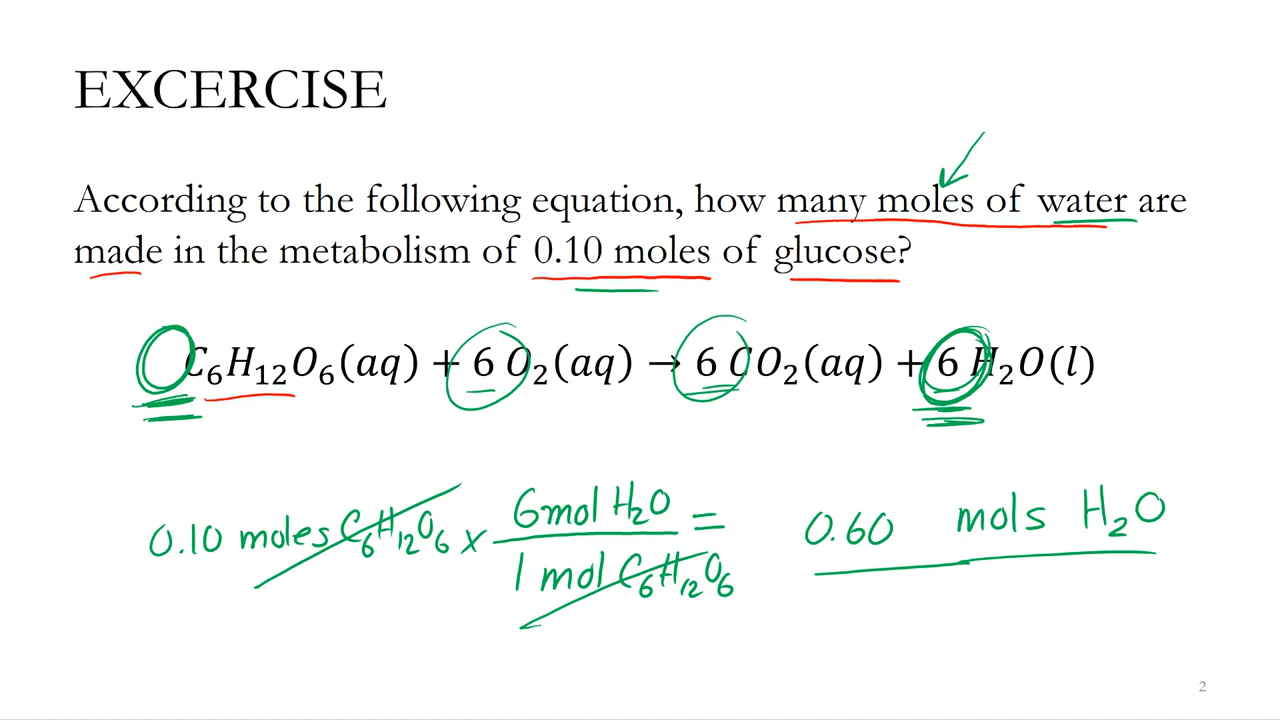 EXCERCISE
According to the following equation, how many moles of water are
made in the metabolism of 0.10 moles of glucose?
C₆H₁₂O₆(aq) + 6 O₂(aq) → 6 CO₂(aq) + 6 H₂O(l)
6 mol H₂O
0.10 moles C₆H₁₂O₆ x = 0.60 mols H₂O
1 mol C₆H₁₂O₆
2